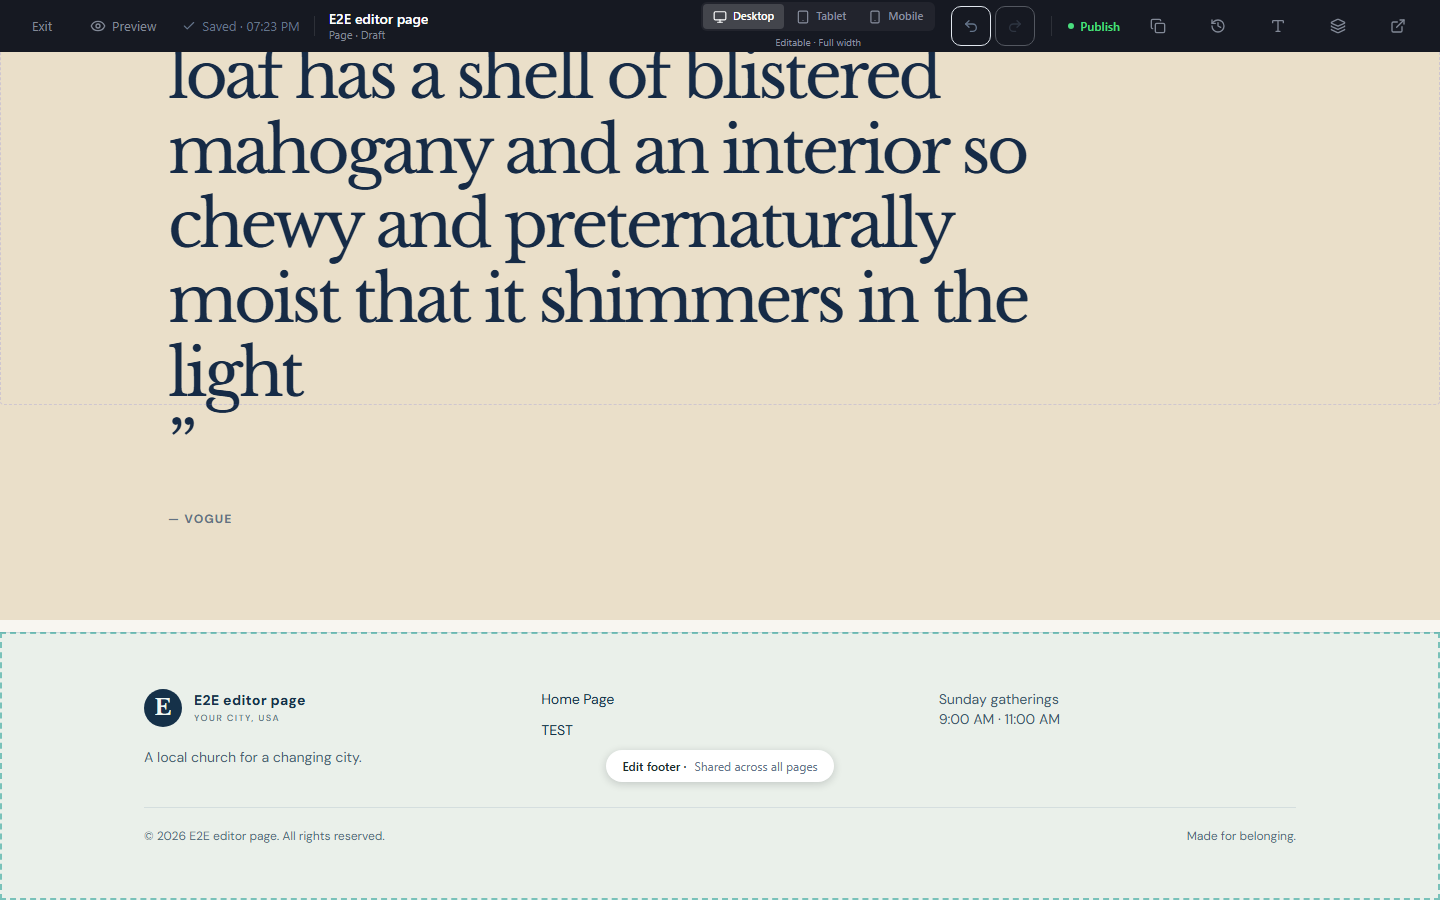 Exit
Preview
Saved · 07:23 PM
E2E editor page
Page · Draft
Desktop
Tablet
Mobile
Editable · Full width
Publish
loaf has a shell of blistered
mahogany and an interior so
chewy and preternaturally
moist that it shimmers in the
light
”
— VOGUE
E
E2E editor page
YOUR CITY, USA
A local church for a changing city.
Home Page
TEST
Sunday gatherings
9:00 AM · 11:00 AM
Edit footer · Shared across all pages
© 2026 E2E editor page. All rights reserved.
Made for belonging.